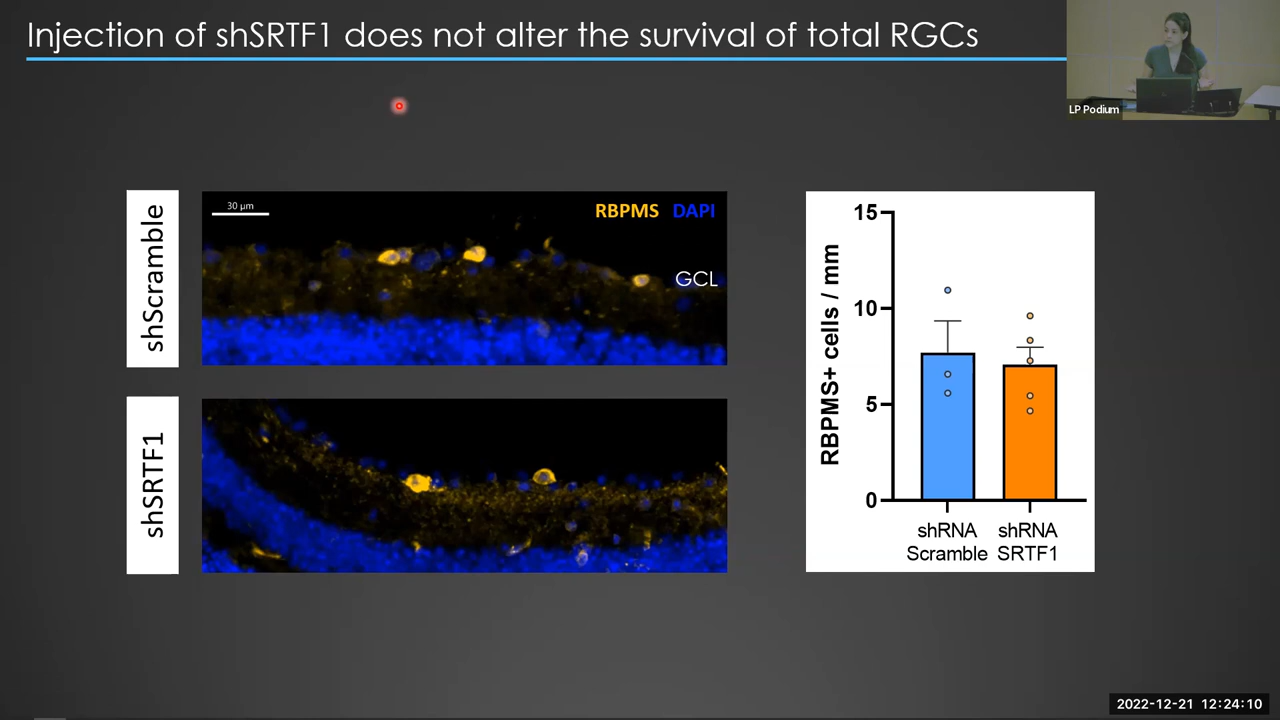 Injection of shSRTF1 does not alter the survival of total RGCs
LP Podium
shScramble
30 µm
RBPMS DAPI
GCL
shSRTF1
RBPMS+ cells / mm
15
10
5
0
shRNA Scramble
shRNA SRTF1
2022-12-21 12:24:10